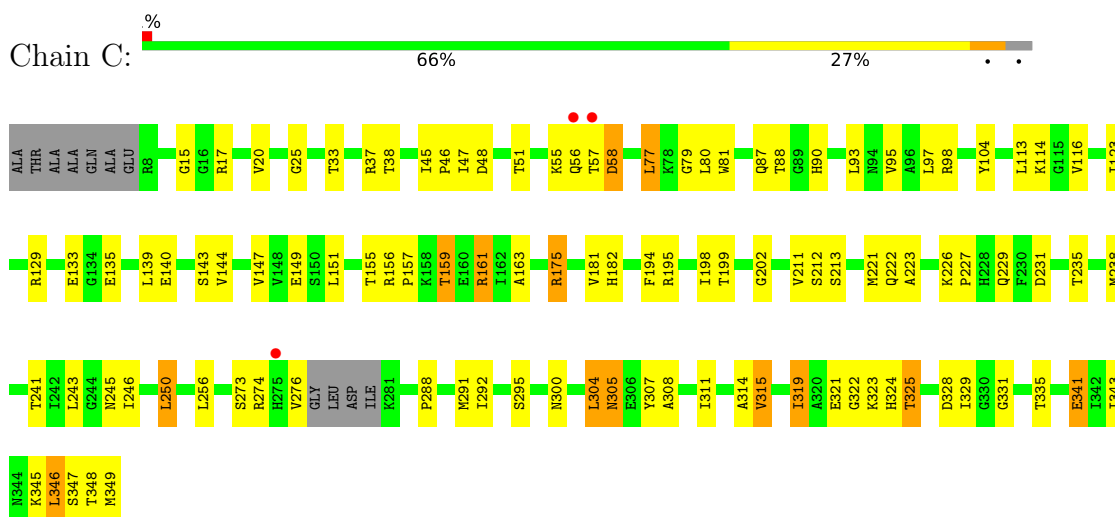 %
Chain C:
66% 27% • •
ALA THR ALA ALA GLN ALA GLU R8 G15 G16 R17 V20 G25 T33 R37 T38 I45 P46 I47 D48 T51 K55 Q56 T57 D58 L77 K78 G79 L80 W81 Q87 T88 G89 H90 L93 N94 V95 A96 L97 R98 Y104 L113 K114 G115 V116
R129 E133 G134 E135 L139 E140 S143 V144 V147 V148 E149 S150 L151 T155 R156 P157 K158 T159 E160 R161 I162 A163 R175 V181 H182 F194 R195 I198 T199 G202 V211 S212 S213 M221 Q222 A223 K226 P227 H228 Q229 F230 D231 T235
T241 I242 L243 G244 N245 I246 L250 L256 S273 R274 H275 V276 GLY LEU ASP ILE K281 P288 M291 I292 S295 N300 L304 N305 E306 Y307 A308 I311 A314 V315 I319 A320 E321 G322 K323 H324 T325 D328 I329 G330 G331 T335 E341 I342 I343
N344 K345 L346 S347 T348 M349